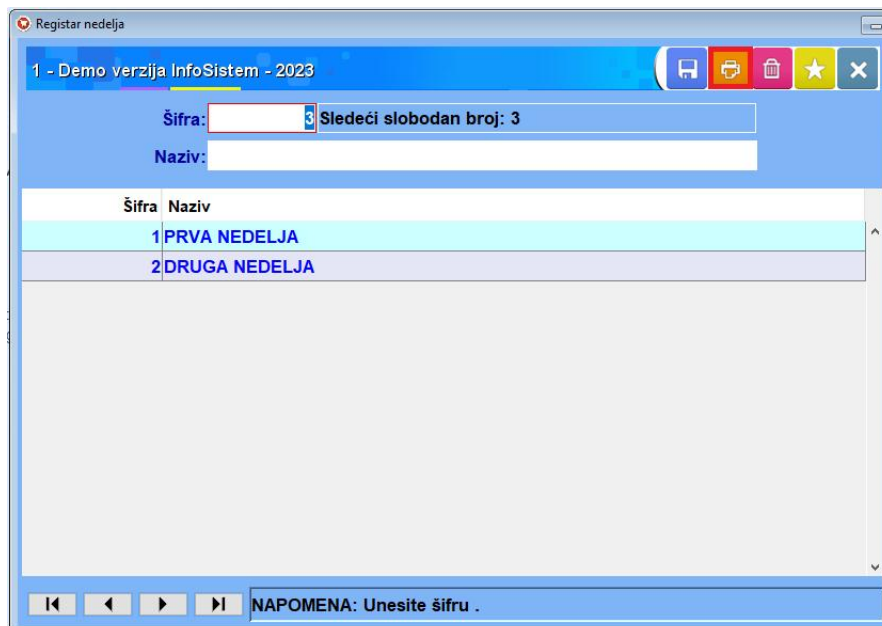 Registar nedelja
1 - Demo verzija InfoSistem - 2023
Šifra: 3 Sledeći slobodan broj: 3
Naziv:
Šifra Naziv
1 PRVA NEDELJA
2 DRUGA NEDELJA
NAPOMENA: Unesite šifru .